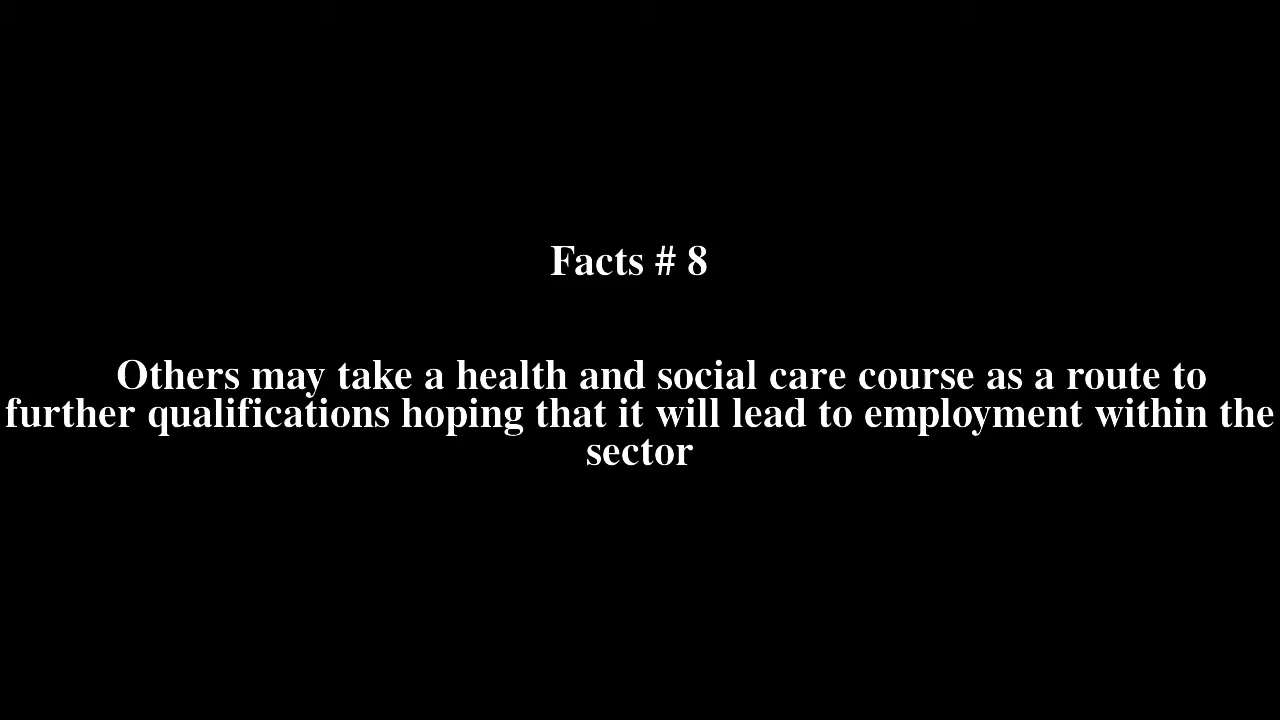 Facts # 8
Others may take a health and social care course as a route to
further qualifications hoping that it will lead to employment within the
sector